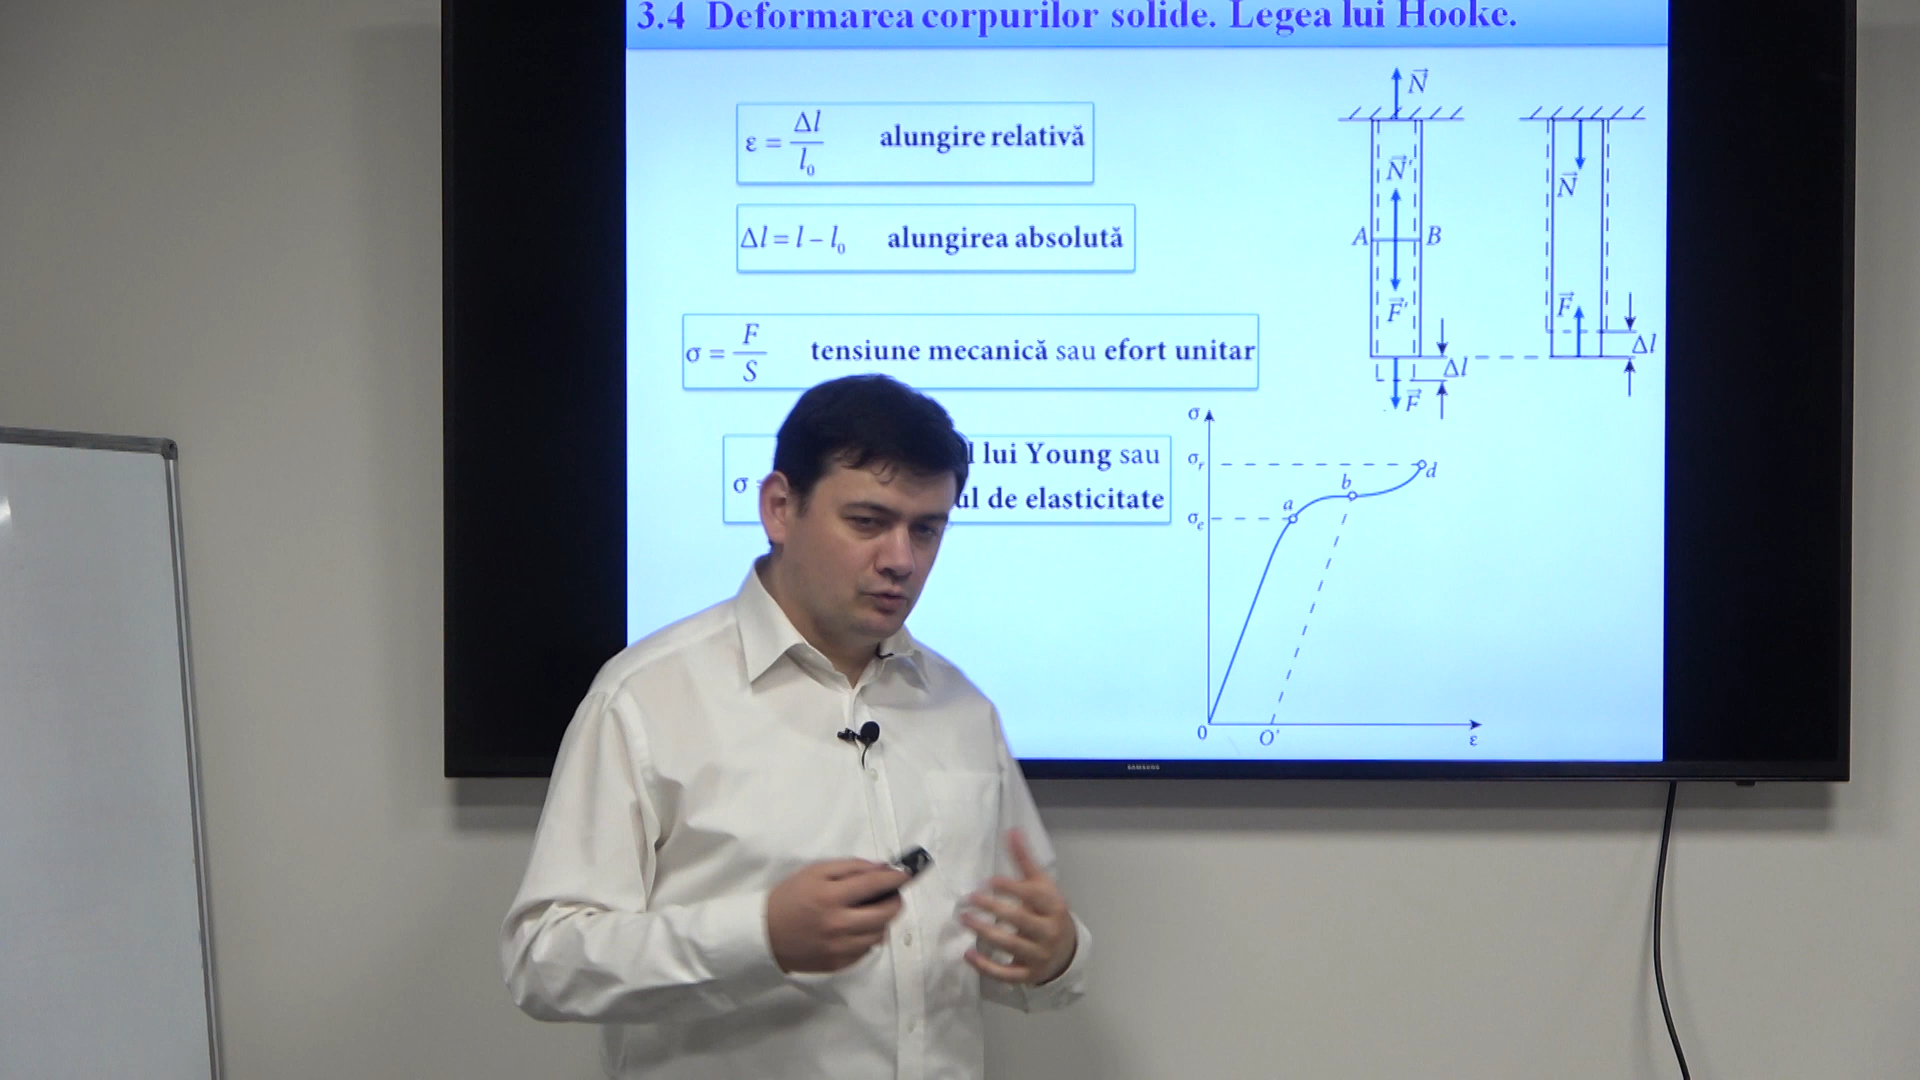 3.4 Deformarea corpurilor solide. Legea lui Hooke.
ε = Δl / l₀ alungire relativă
Δl = l – l₀ alungirea absolută
σ = F / S tensiune mecanică sau efort unitar
σ =
lui Young sau
de elasticitate
N⃗
N⃗'
A B
F⃗'
Δl
F⃗
N⃗
F⃗
Δl
σ
σᵣ
d
b
a
σₑ
0 O' ε
SAMSUNG